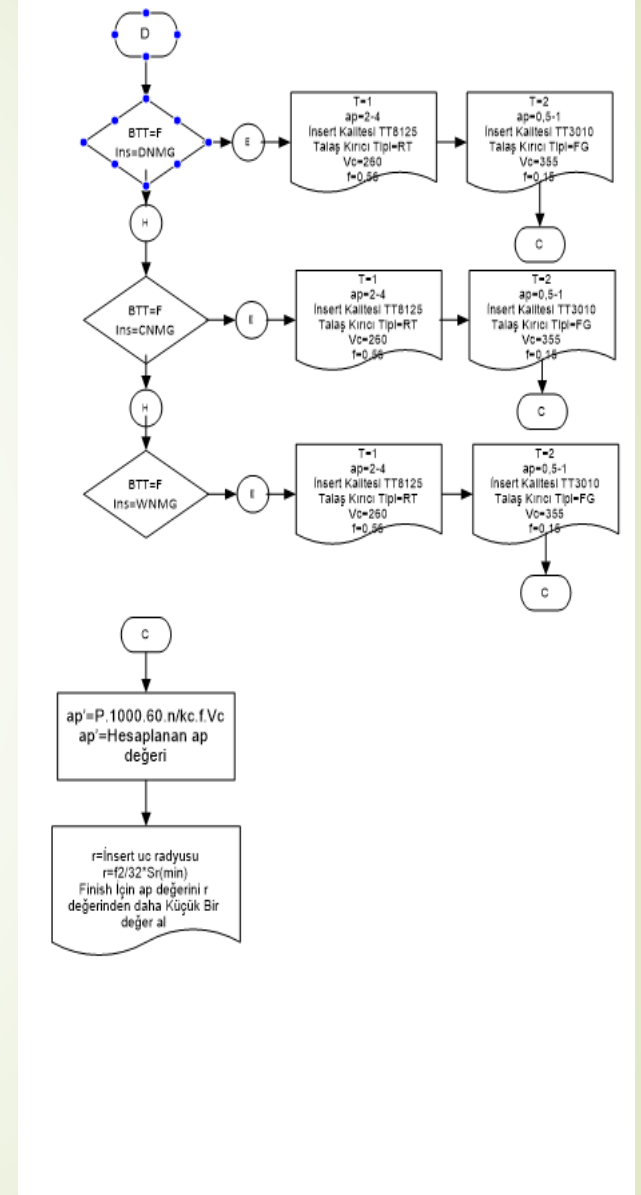 D
BTT=F
Ins=DNMG
E
T=1
ap=2-4
İnsert Kalitesi TT8125
Talaş Kırıcı Tipi=RT
Vc=260
f=0,56
T=2
ap=0,5-1
İnsert Kalitesi TT3010
Talaş Kırıcı Tipi=FG
Vc=355
f=0,15
C
H
BTT=F
Ins=CNMG
E
T=1
ap=2-4
İnsert Kalitesi TT8125
Talaş Kırıcı Tipi=RT
Vc=260
f=0,56
T=2
ap=0,5-1
İnsert Kalitesi TT3010
Talaş Kırıcı Tipi=FG
Vc=355
f=0,15
C
H
BTT=F
Ins=WNMG
E
T=1
ap=2-4
İnsert Kalitesi TT8125
Talaş Kırıcı Tipi=RT
Vc=260
f=0,56
T=2
ap=0,5-1
İnsert Kalitesi TT3010
Talaş Kırıcı Tipi=FG
Vc=355
f=0,15
C
C
ap'=P.1000.60.n/kc.f.Vc
ap'=Hesaplanan ap
değeri
r=İnsert uc radyusu
r=f2/32*Sr(min)
Finish İçin ap değerini r
değerinden daha Küçük Bir
değer al